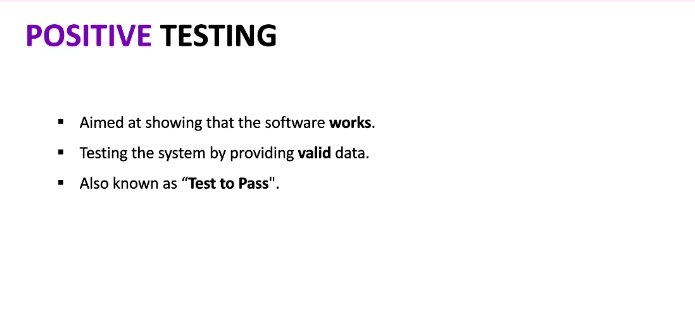 POSITIVE TESTING
▪ Aimed at showing that the software works.
▪ Testing the system by providing valid data.
▪ Also known as “Test to Pass".